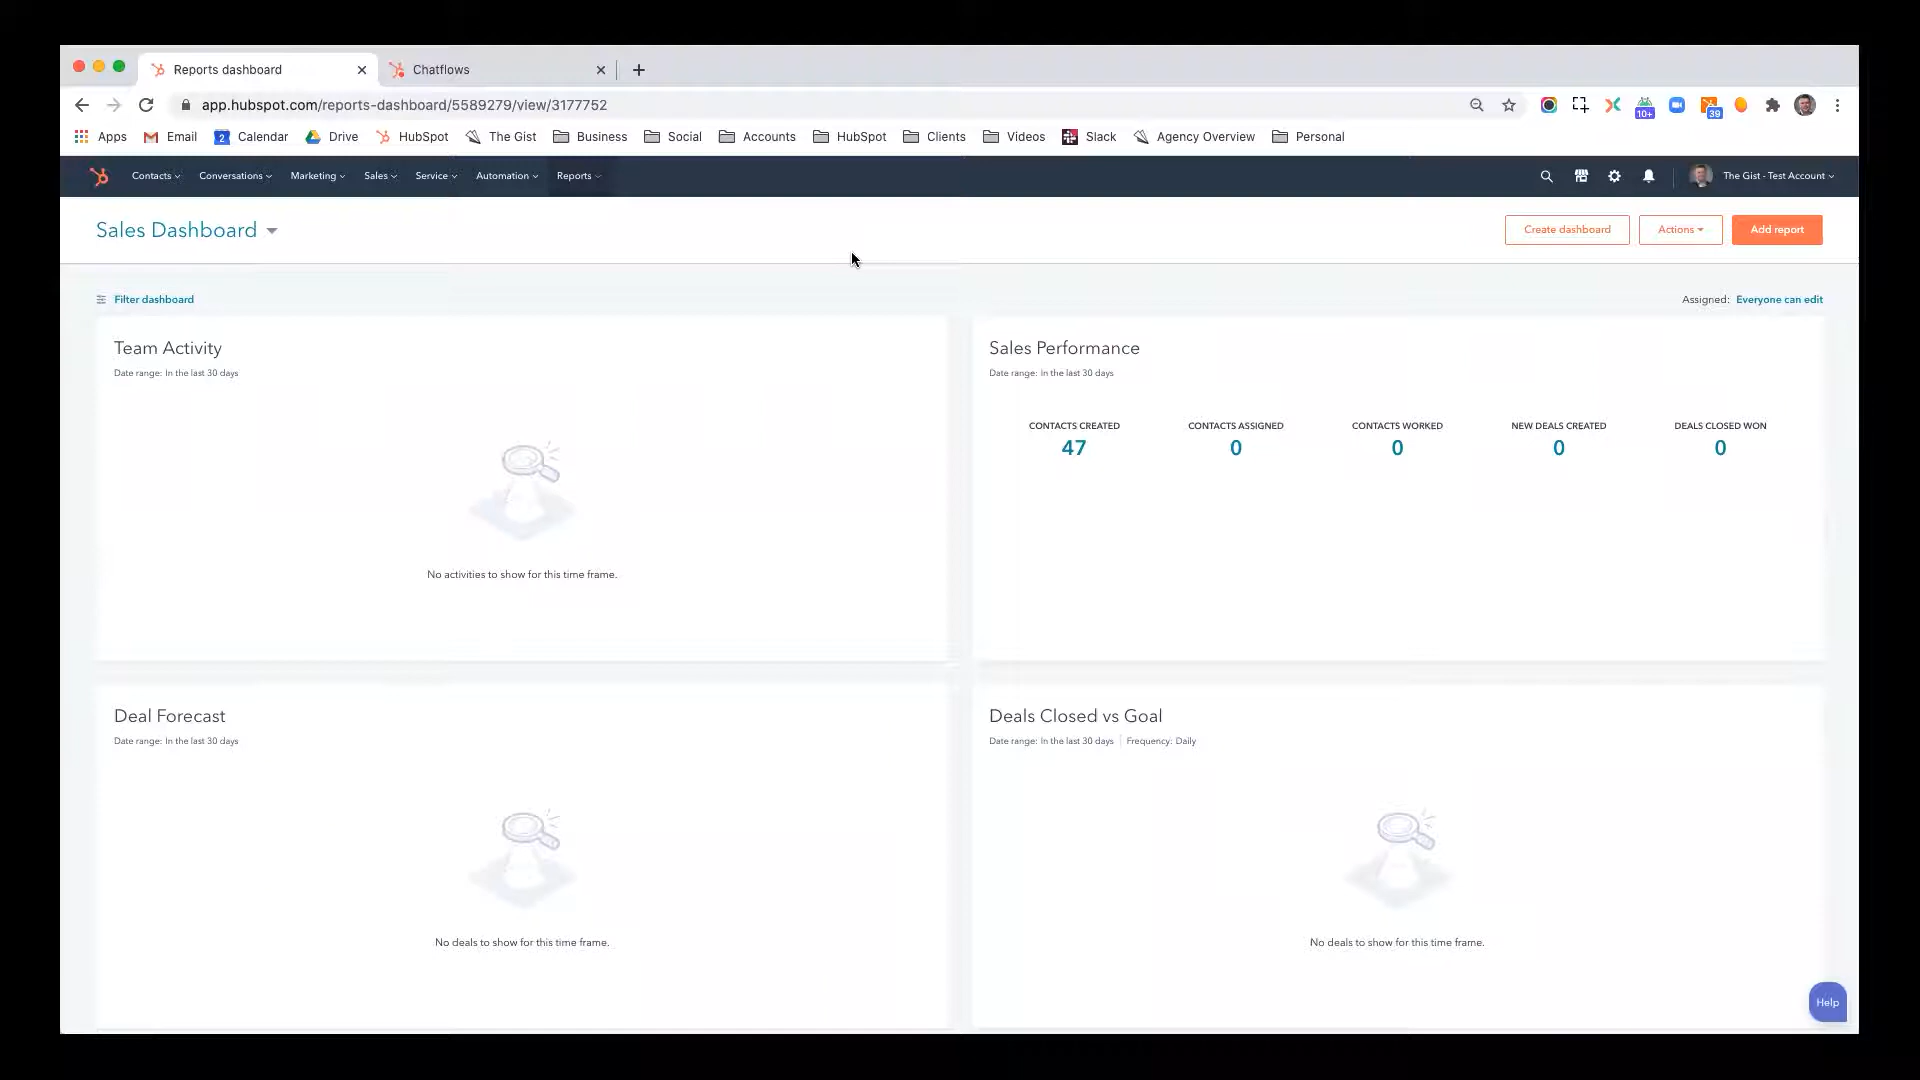 Reports dashboard
Chatflows
app.hubspot.com/reports-dashboard/5589279/view/3177752
10+
39
Apps Email 2 Calendar Drive HubSpot The Gist Business Social Accounts HubSpot Clients Videos Slack Agency Overview Personal
Contacts Conversations Marketing Sales Service Automation Reports The Gist - Test Account
Sales Dashboard
Create dashboard Actions Add report
Filter dashboard
Assigned: Everyone can edit
Team Activity
Date range: In the last 30 days
No activities to show for this time frame.
Sales Performance
Date range: In the last 30 days
CONTACTS CREATED CONTACTS ASSIGNED CONTACTS WORKED NEW DEALS CREATED DEALS CLOSED WON
47 0 0 0 0
Deal Forecast
Date range: In the last 30 days
No deals to show for this time frame.
Deals Closed vs Goal
Date range: In the last 30 days Frequency: Daily
No deals to show for this time frame.
Help